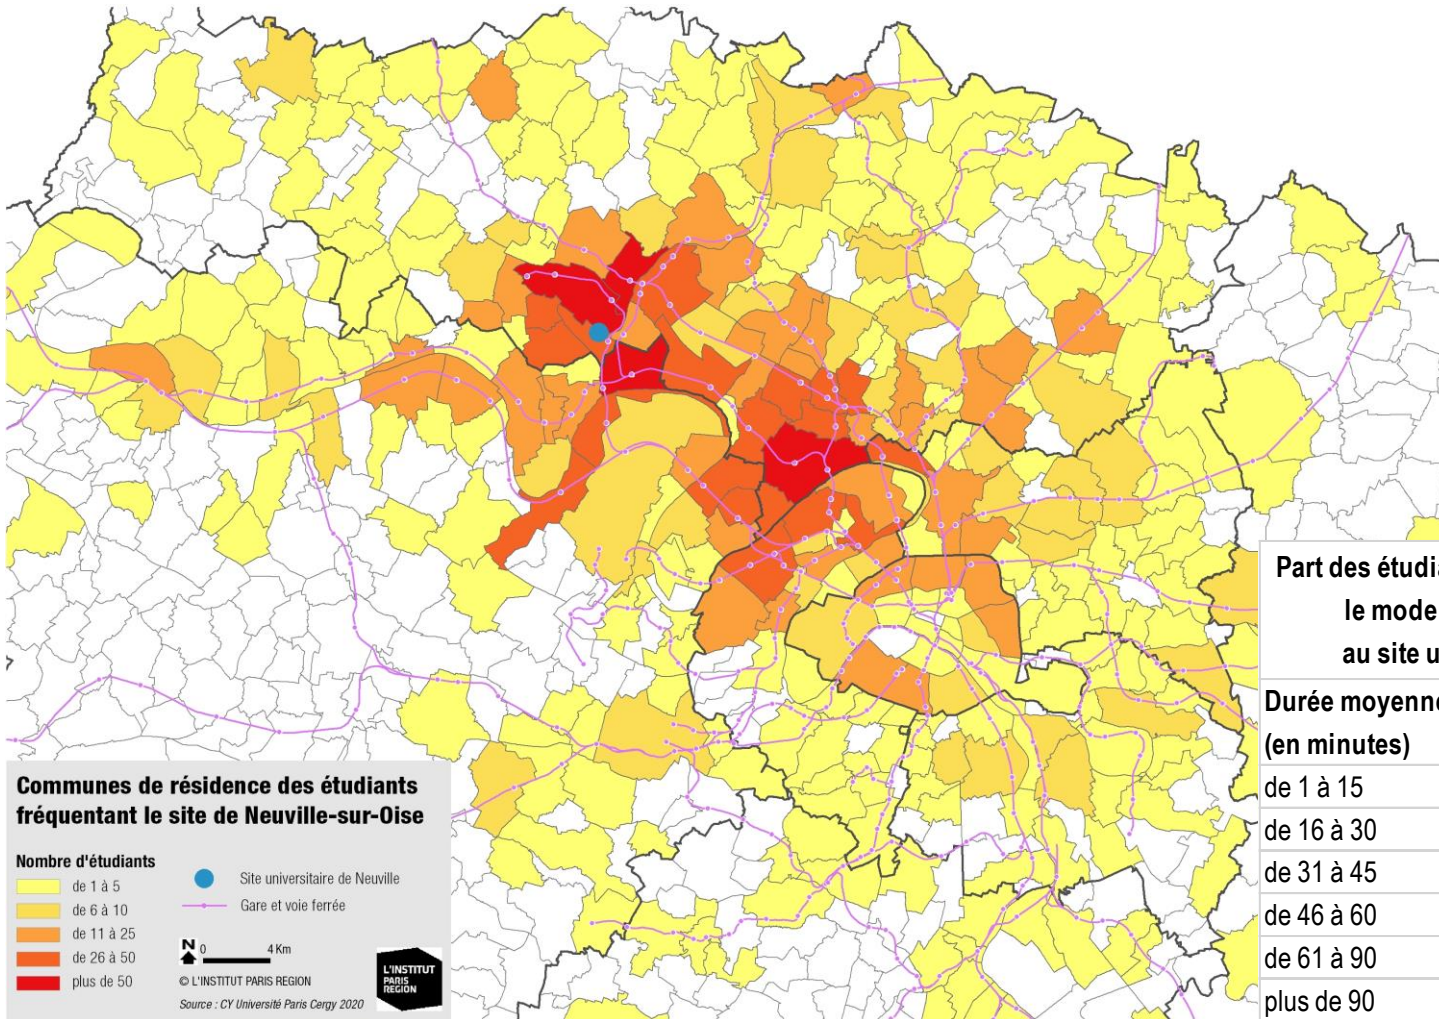 Communes de résidence des étudiants
fréquentant le site de Neuville-sur-Oise
Nombre d'étudiants
de 1 à 5
de 6 à 10
de 11 à 25
de 26 à 50
plus de 50
Site universitaire de Neuville
Gare et voie ferrée
N
0 4 Km
© L'INSTITUT PARIS REGION
Source : CY Université Paris Cergy 2020
L'INSTITUT
PARIS
REGION
Part des étudia
le mode
au site u
Durée moyenne
(en minutes)
de 1 à 15
de 16 à 30
de 31 à 45
de 46 à 60
de 61 à 90
plus de 90